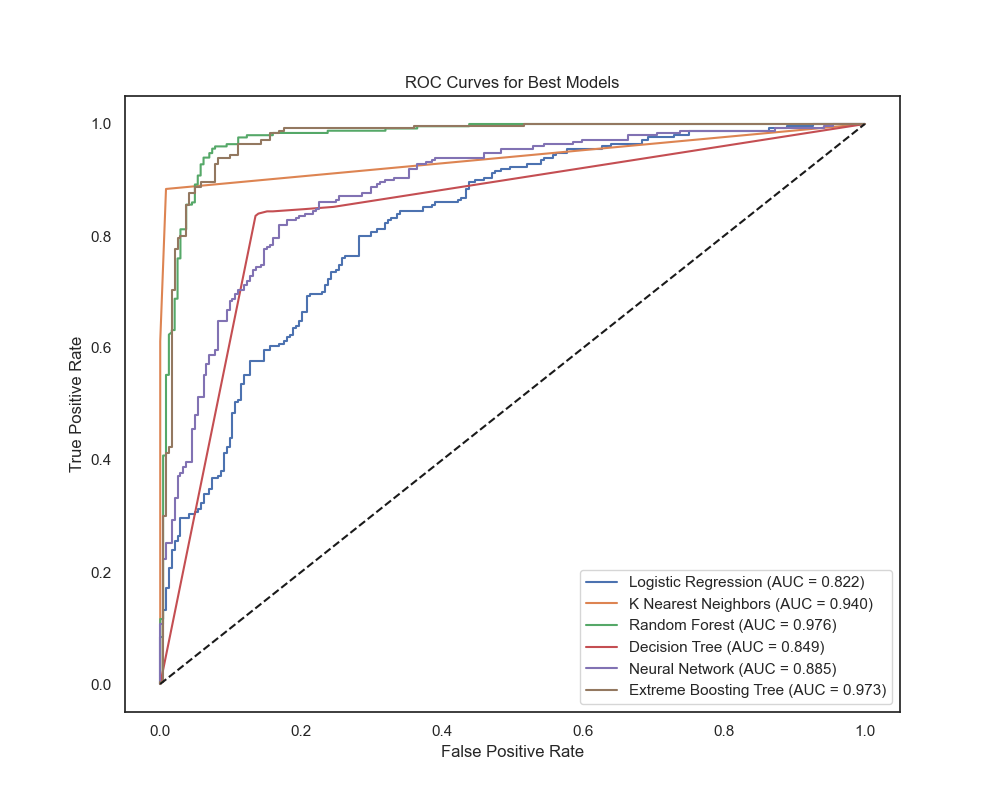 ROC Curves for Best Models
1.0
0.8
0.6
0.4
0.2
0.0
True Positive Rate
0.0 0.2 0.4 0.6 0.8 1.0
False Positive Rate
Logistic Regression (AUC = 0.822)
K Nearest Neighbors (AUC = 0.940)
Random Forest (AUC = 0.976)
Decision Tree (AUC = 0.849)
Neural Network (AUC = 0.885)
Extreme Boosting Tree (AUC = 0.973)